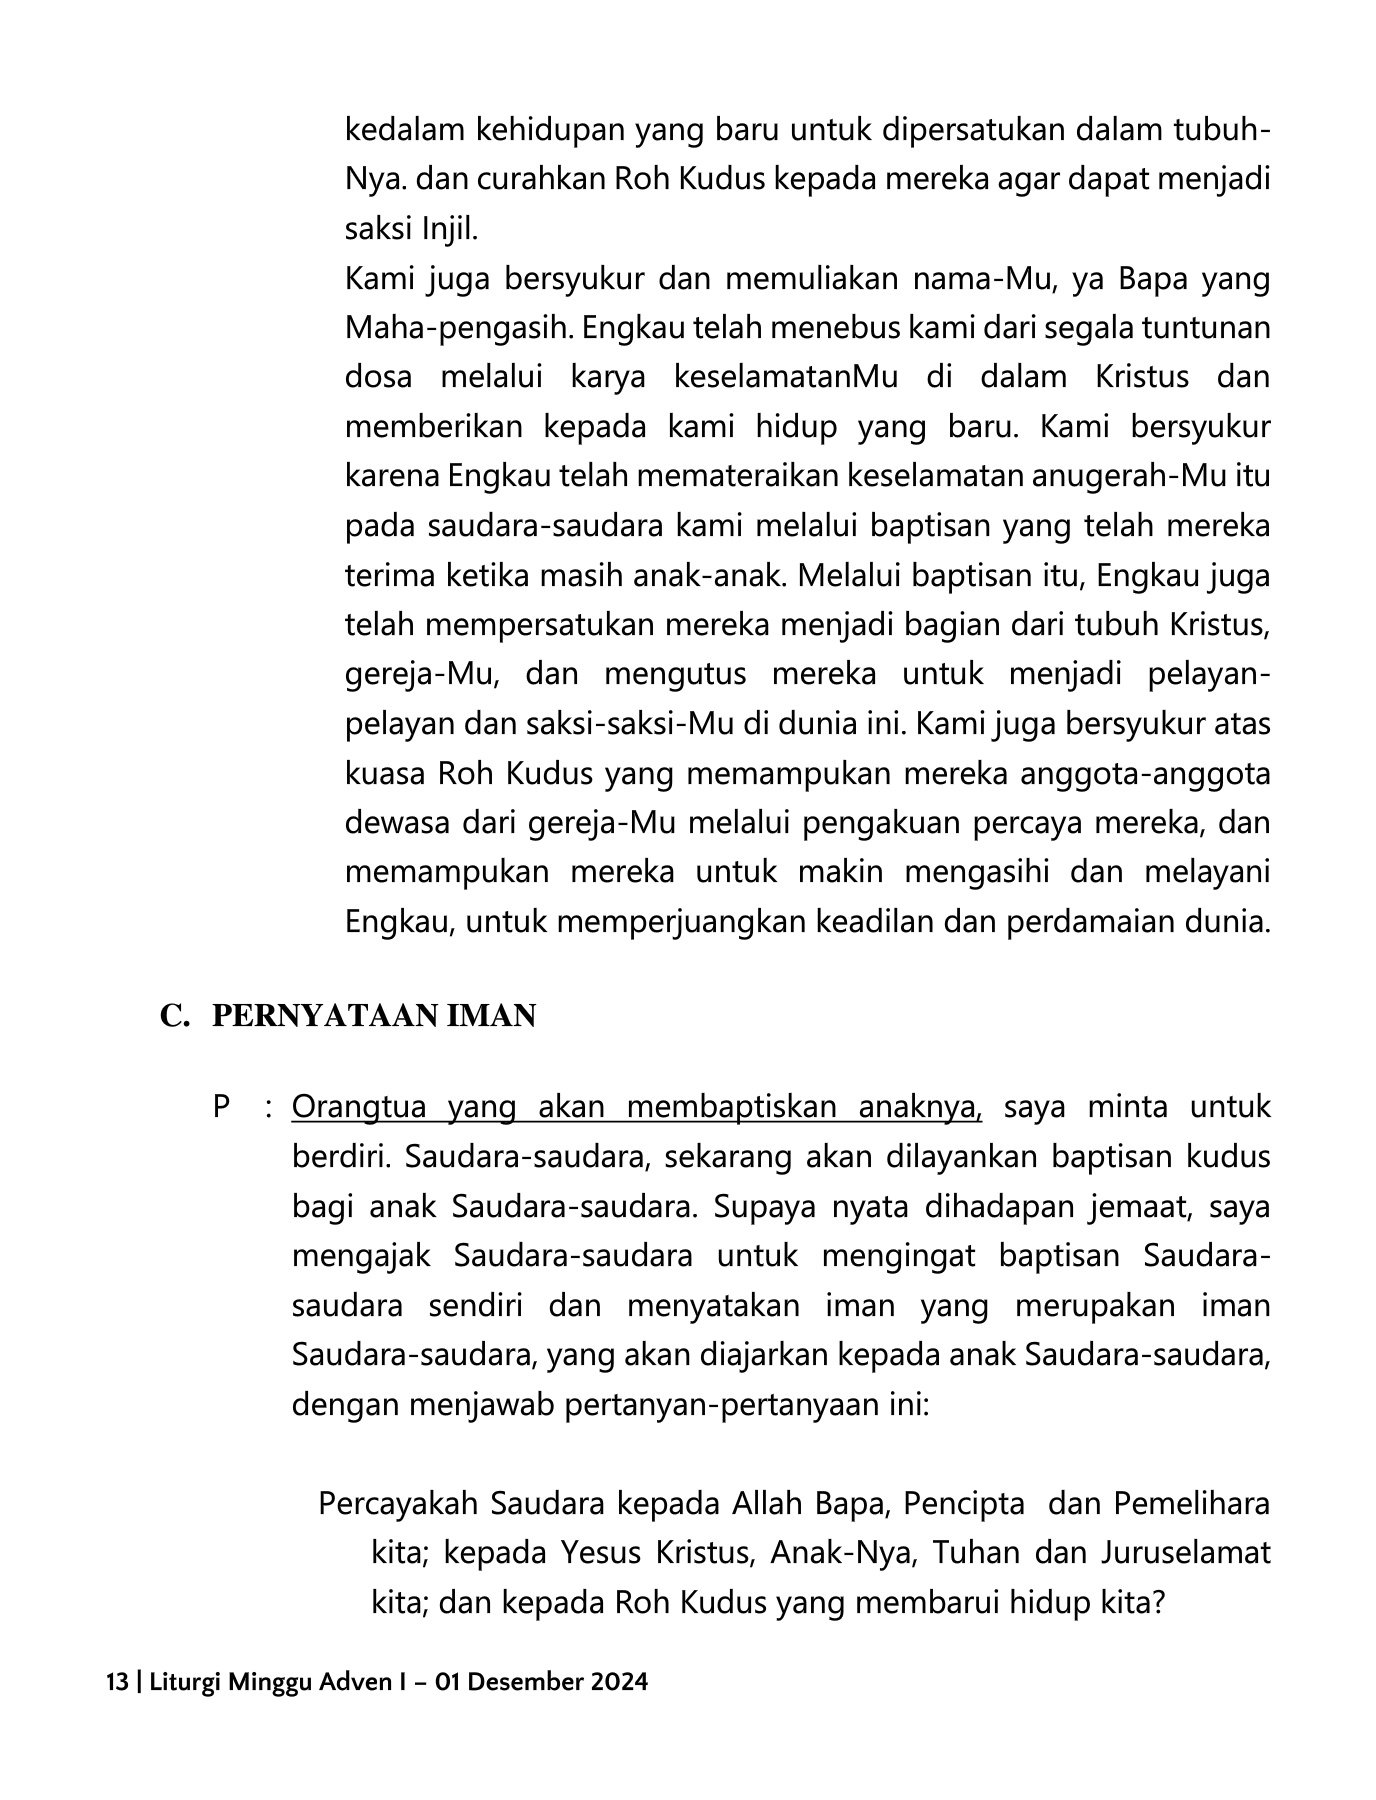 kedalam kehidupan yang baru untuk dipersatukan dalam tubuh-
Nya. dan curahkan Roh Kudus kepada mereka agar dapat menjadi
saksi Injil.
Kami juga bersyukur dan memuliakan nama-Mu, ya Bapa yang
Maha-pengasih. Engkau telah menebus kami dari segala tuntunan
dosa melalui karya keselamatanMu di dalam Kristus dan
memberikan kepada kami hidup yang baru. Kami bersyukur
karena Engkau telah memateraikan keselamatan anugerah-Mu itu
pada saudara-saudara kami melalui baptisan yang telah mereka
terima ketika masih anak-anak. Melalui baptisan itu, Engkau juga
telah mempersatukan mereka menjadi bagian dari tubuh Kristus,
gereja-Mu, dan mengutus mereka untuk menjadi pelayan-
pelayan dan saksi-saksi-Mu di dunia ini. Kami juga bersyukur atas
kuasa Roh Kudus yang memampukan mereka anggota-anggota
dewasa dari gereja-Mu melalui pengakuan percaya mereka, dan
memampukan mereka untuk makin mengasihi dan melayani
Engkau, untuk memperjuangkan keadilan dan perdamaian dunia.
C. PERNYATAAN IMAN
P : Orangtua yang akan membaptiskan anaknya, saya minta untuk
berdiri. Saudara-saudara, sekarang akan dilayankan baptisan kudus
bagi anak Saudara-saudara. Supaya nyata dihadapan jemaat, saya
mengajak Saudara-saudara untuk mengingat baptisan Saudara-
saudara sendiri dan menyatakan iman yang merupakan iman
Saudara-saudara, yang akan diajarkan kepada anak Saudara-saudara,
dengan menjawab pertanyan-pertanyaan ini:
Percayakah Saudara kepada Allah Bapa, Pencipta dan Pemelihara
kita; kepada Yesus Kristus, Anak-Nya, Tuhan dan Juruselamat
kita; dan kepada Roh Kudus yang membarui hidup kita?
13 | Liturgi Minggu Adven I – 01 Desember 2024